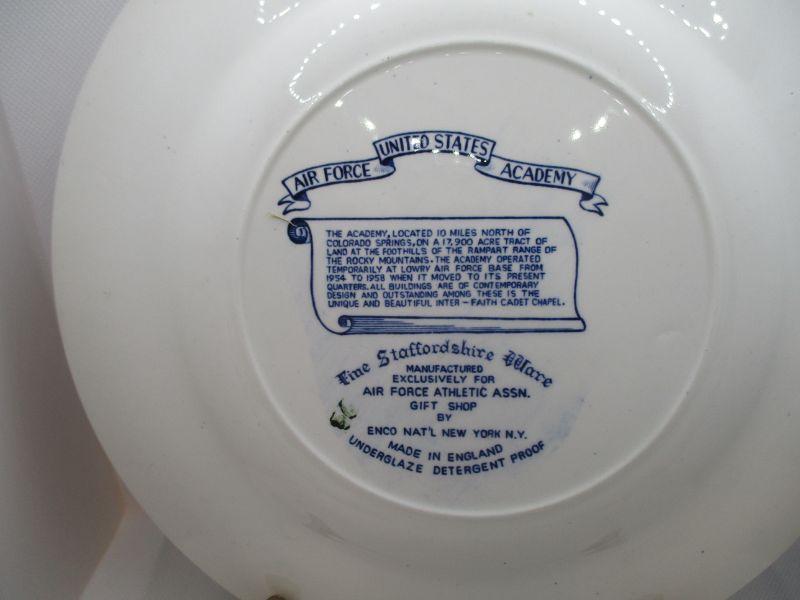 UNITED STATES
AIR FORCE ACADEMY
THE ACADEMY, LOCATED 10 MILES NORTH OF
COLORADO SPRINGS, ON A 17,900 ACRE TRACT OF
LAND AT THE FOOTHILLS OF THE RAMPART RANGE OF
THE ROCKY MOUNTAINS. THE ACADEMY OPERATED
TEMPORARILY AT LOWRY AIR FORCE BASE FROM
1954 TO 1958 WHEN IT MOVED TO ITS PRESENT
QUARTERS. ALL BUILDINGS ARE OF CONTEMPORARY
DESIGN AND OUTSTANDING AMONG THESE IS THE
UNIQUE AND BEAUTIFUL INTER - FAITH CADET CHAPEL.
Fine Staffordshire Ware
MANUFACTURED
EXCLUSIVELY FOR
AIR FORCE ATHLETIC ASSN.
GIFT SHOP
BY
ENCO NAT'L NEW YORK N.Y.
MADE IN ENGLAND
UNDERGLAZE DETERGENT PROOF